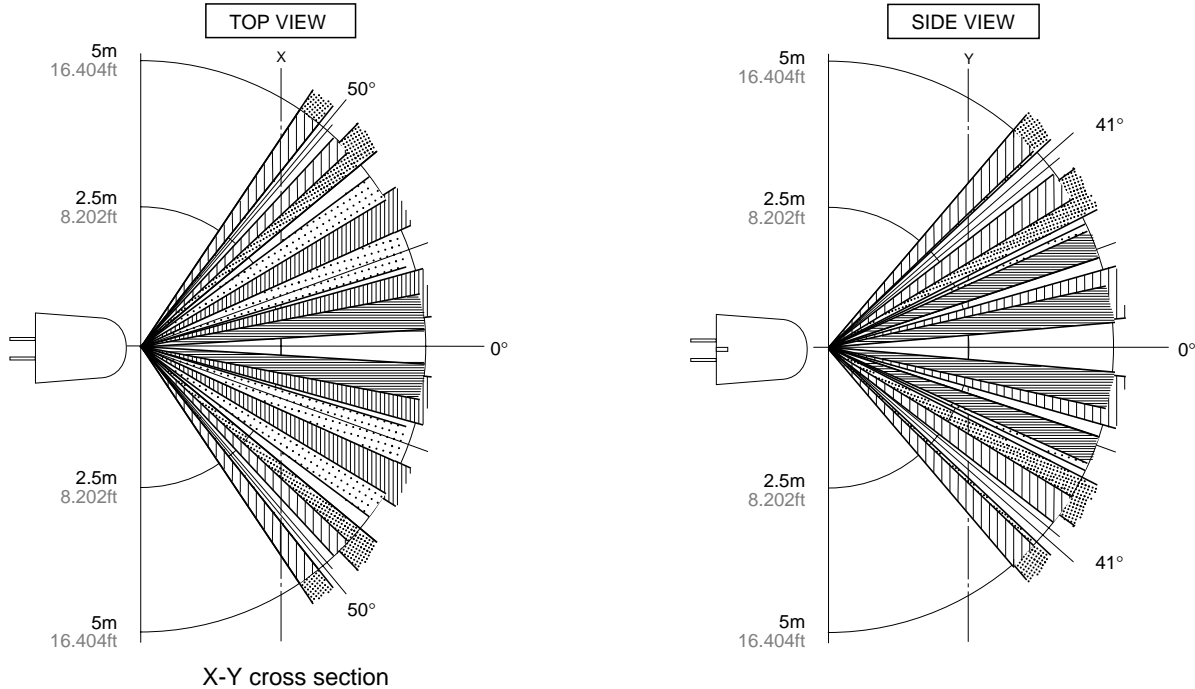 TOP VIEW
5m
16.404ft
X
50°
2.5m
8.202ft
0°
2.5m
8.202ft
50°
5m
16.404ft
X-Y cross section
SIDE VIEW
5m
16.404ft
Y
41°
2.5m
8.202ft
0°
2.5m
8.202ft
41°
5m
16.404ft